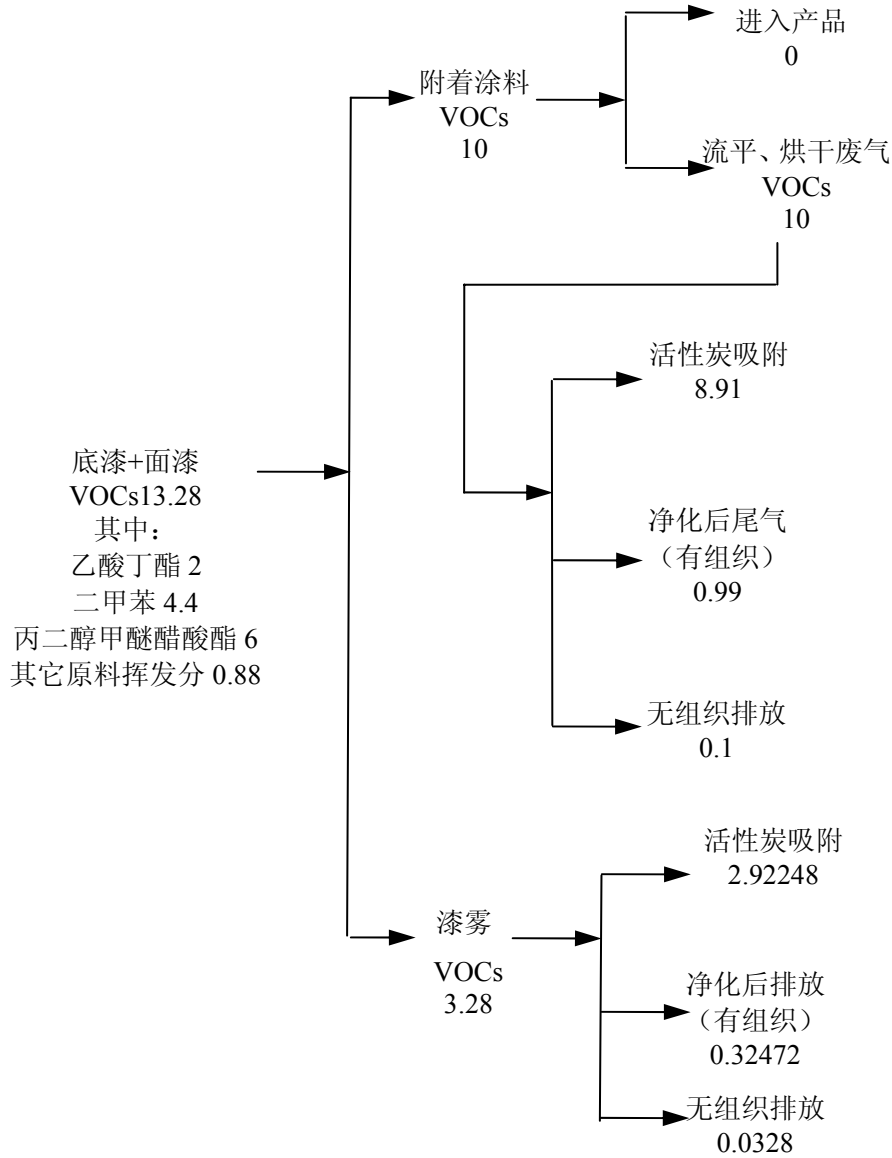 进入产品
0
附着涂料
VOCs
10
流平、烘干废气
VOCs
10
活性炭吸附
8.91
底漆+面漆
VOCs13.28
其中：
乙酸丁酯 2
二甲苯 4.4
丙二醇甲醚醋酸酯 6
其它原料挥发分 0.88
净化后尾气
（有组织）
0.99
无组织排放
0.1
活性炭吸附
2.92248
漆雾
VOCs
3.28
净化后排放
（有组织）
0.32472
无组织排放
0.0328